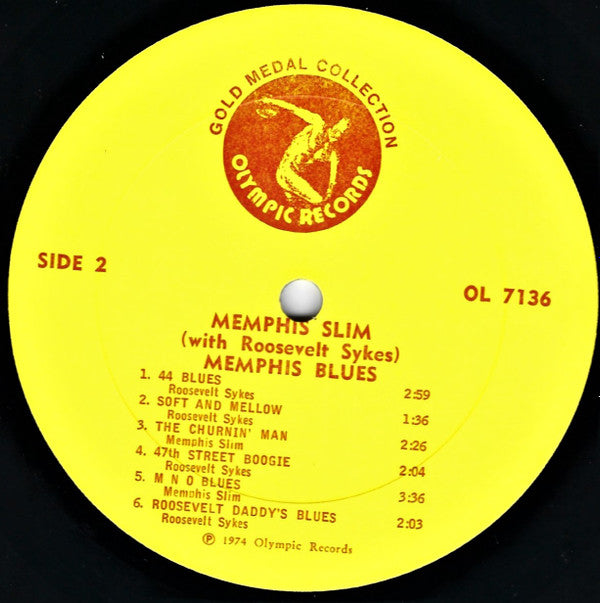 GOLD MEDAL COLLECTION
OLYMPIC RECORDS
SIDE 2
OL 7136
MEMPHIS SLIM
(with Roosevelt Sykes)
MEMPHIS BLUES
1. 44 BLUES 2:59
Roosevelt Sykes
2. SOFT AND MELLOW 1:36
Roosevelt Sykes
3. THE CHURNIN' MAN 2:26
Memphis Slim
4. 47th STREET BOOGIE 2:04
Roosevelt Sykes
5. M N O BLUES 3:36
Memphis Slim
6. ROOSEVELT DADDY'S BLUES 2:03
Roosevelt Sykes
℗ 1974 Olympic Records